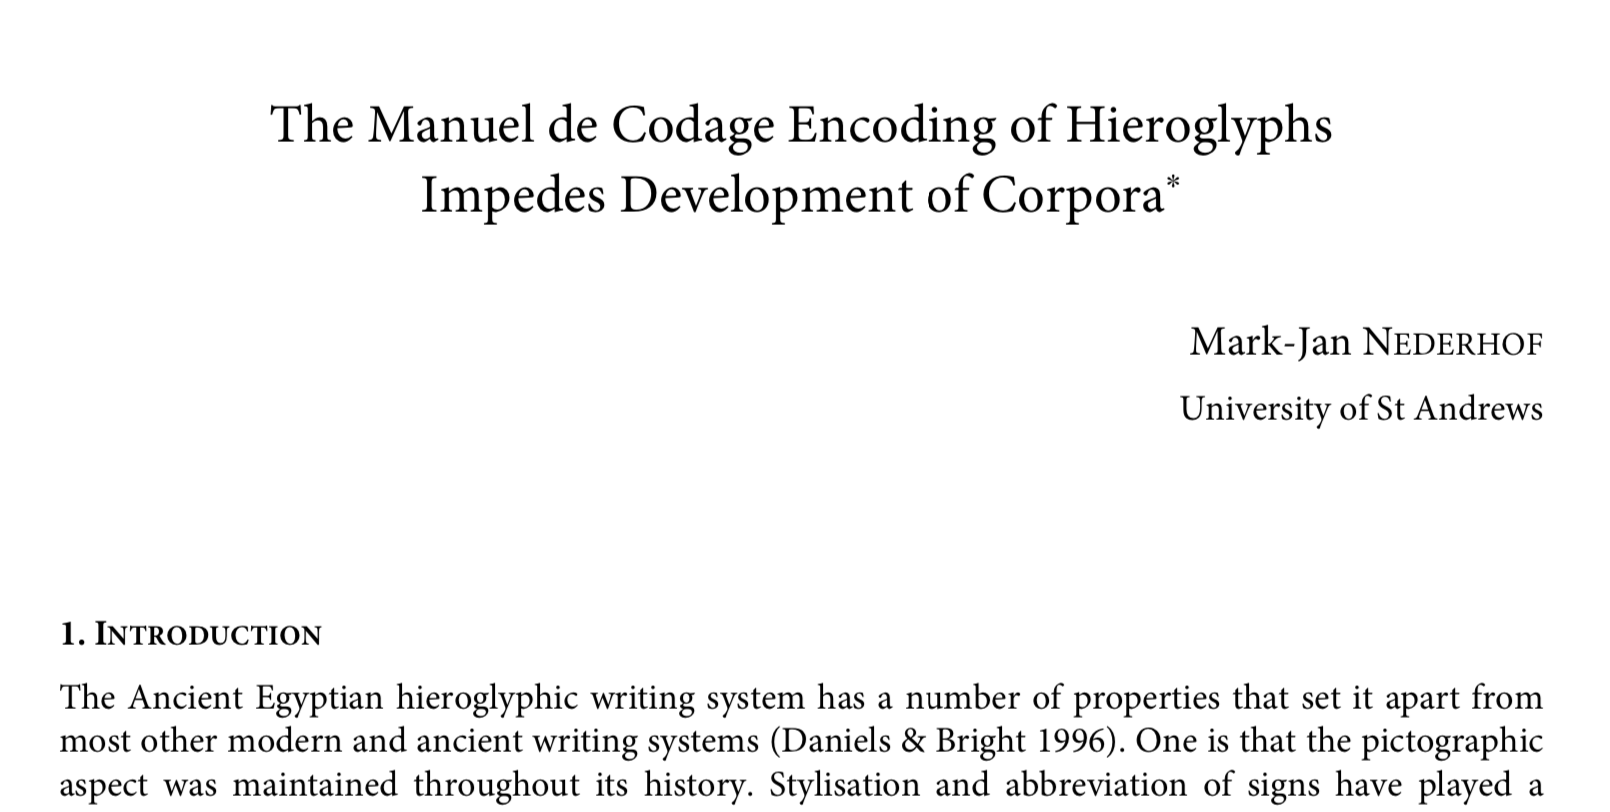 The Manuel de Codage Encoding of Hieroglyphs
Impedes Development of Corpora*
Mark-Jan NEDERHOF
University of St Andrews
1. INTRODUCTION
The Ancient Egyptian hieroglyphic writing system has a number of properties that set it apart from
most other modern and ancient writing systems (Daniels & Bright 1996). One is that the pictographic
aspect was maintained throughout its history. Stylisation and abbreviation of signs have played a